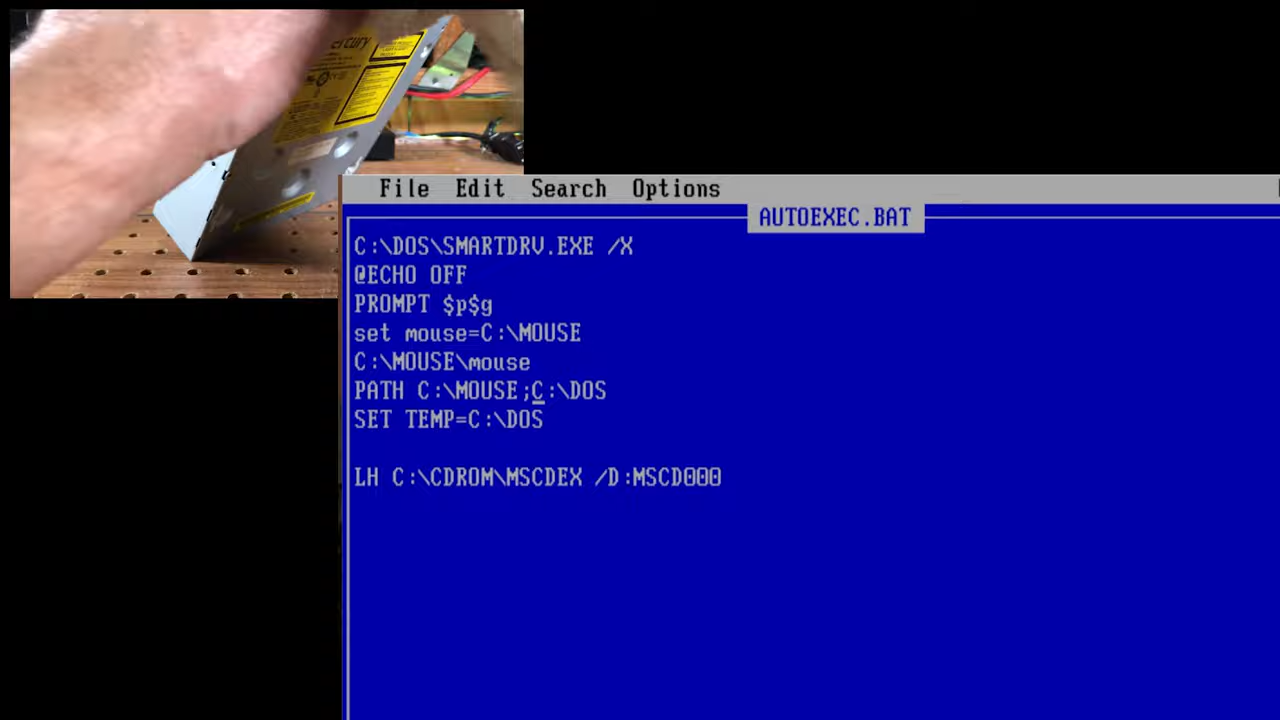 File Edit Search Options
AUTOEXEC.BAT
C:\DOS\SMARTDRV.EXE /X
@ECHO OFF
PROMPT $p$g
set mouse=C:\MOUSE
C:\MOUSE\mouse
PATH C:\MOUSE;C:\DOS
SET TEMP=C:\DOS
LH C:\CDROM\MSCDEX /D:MSCD000